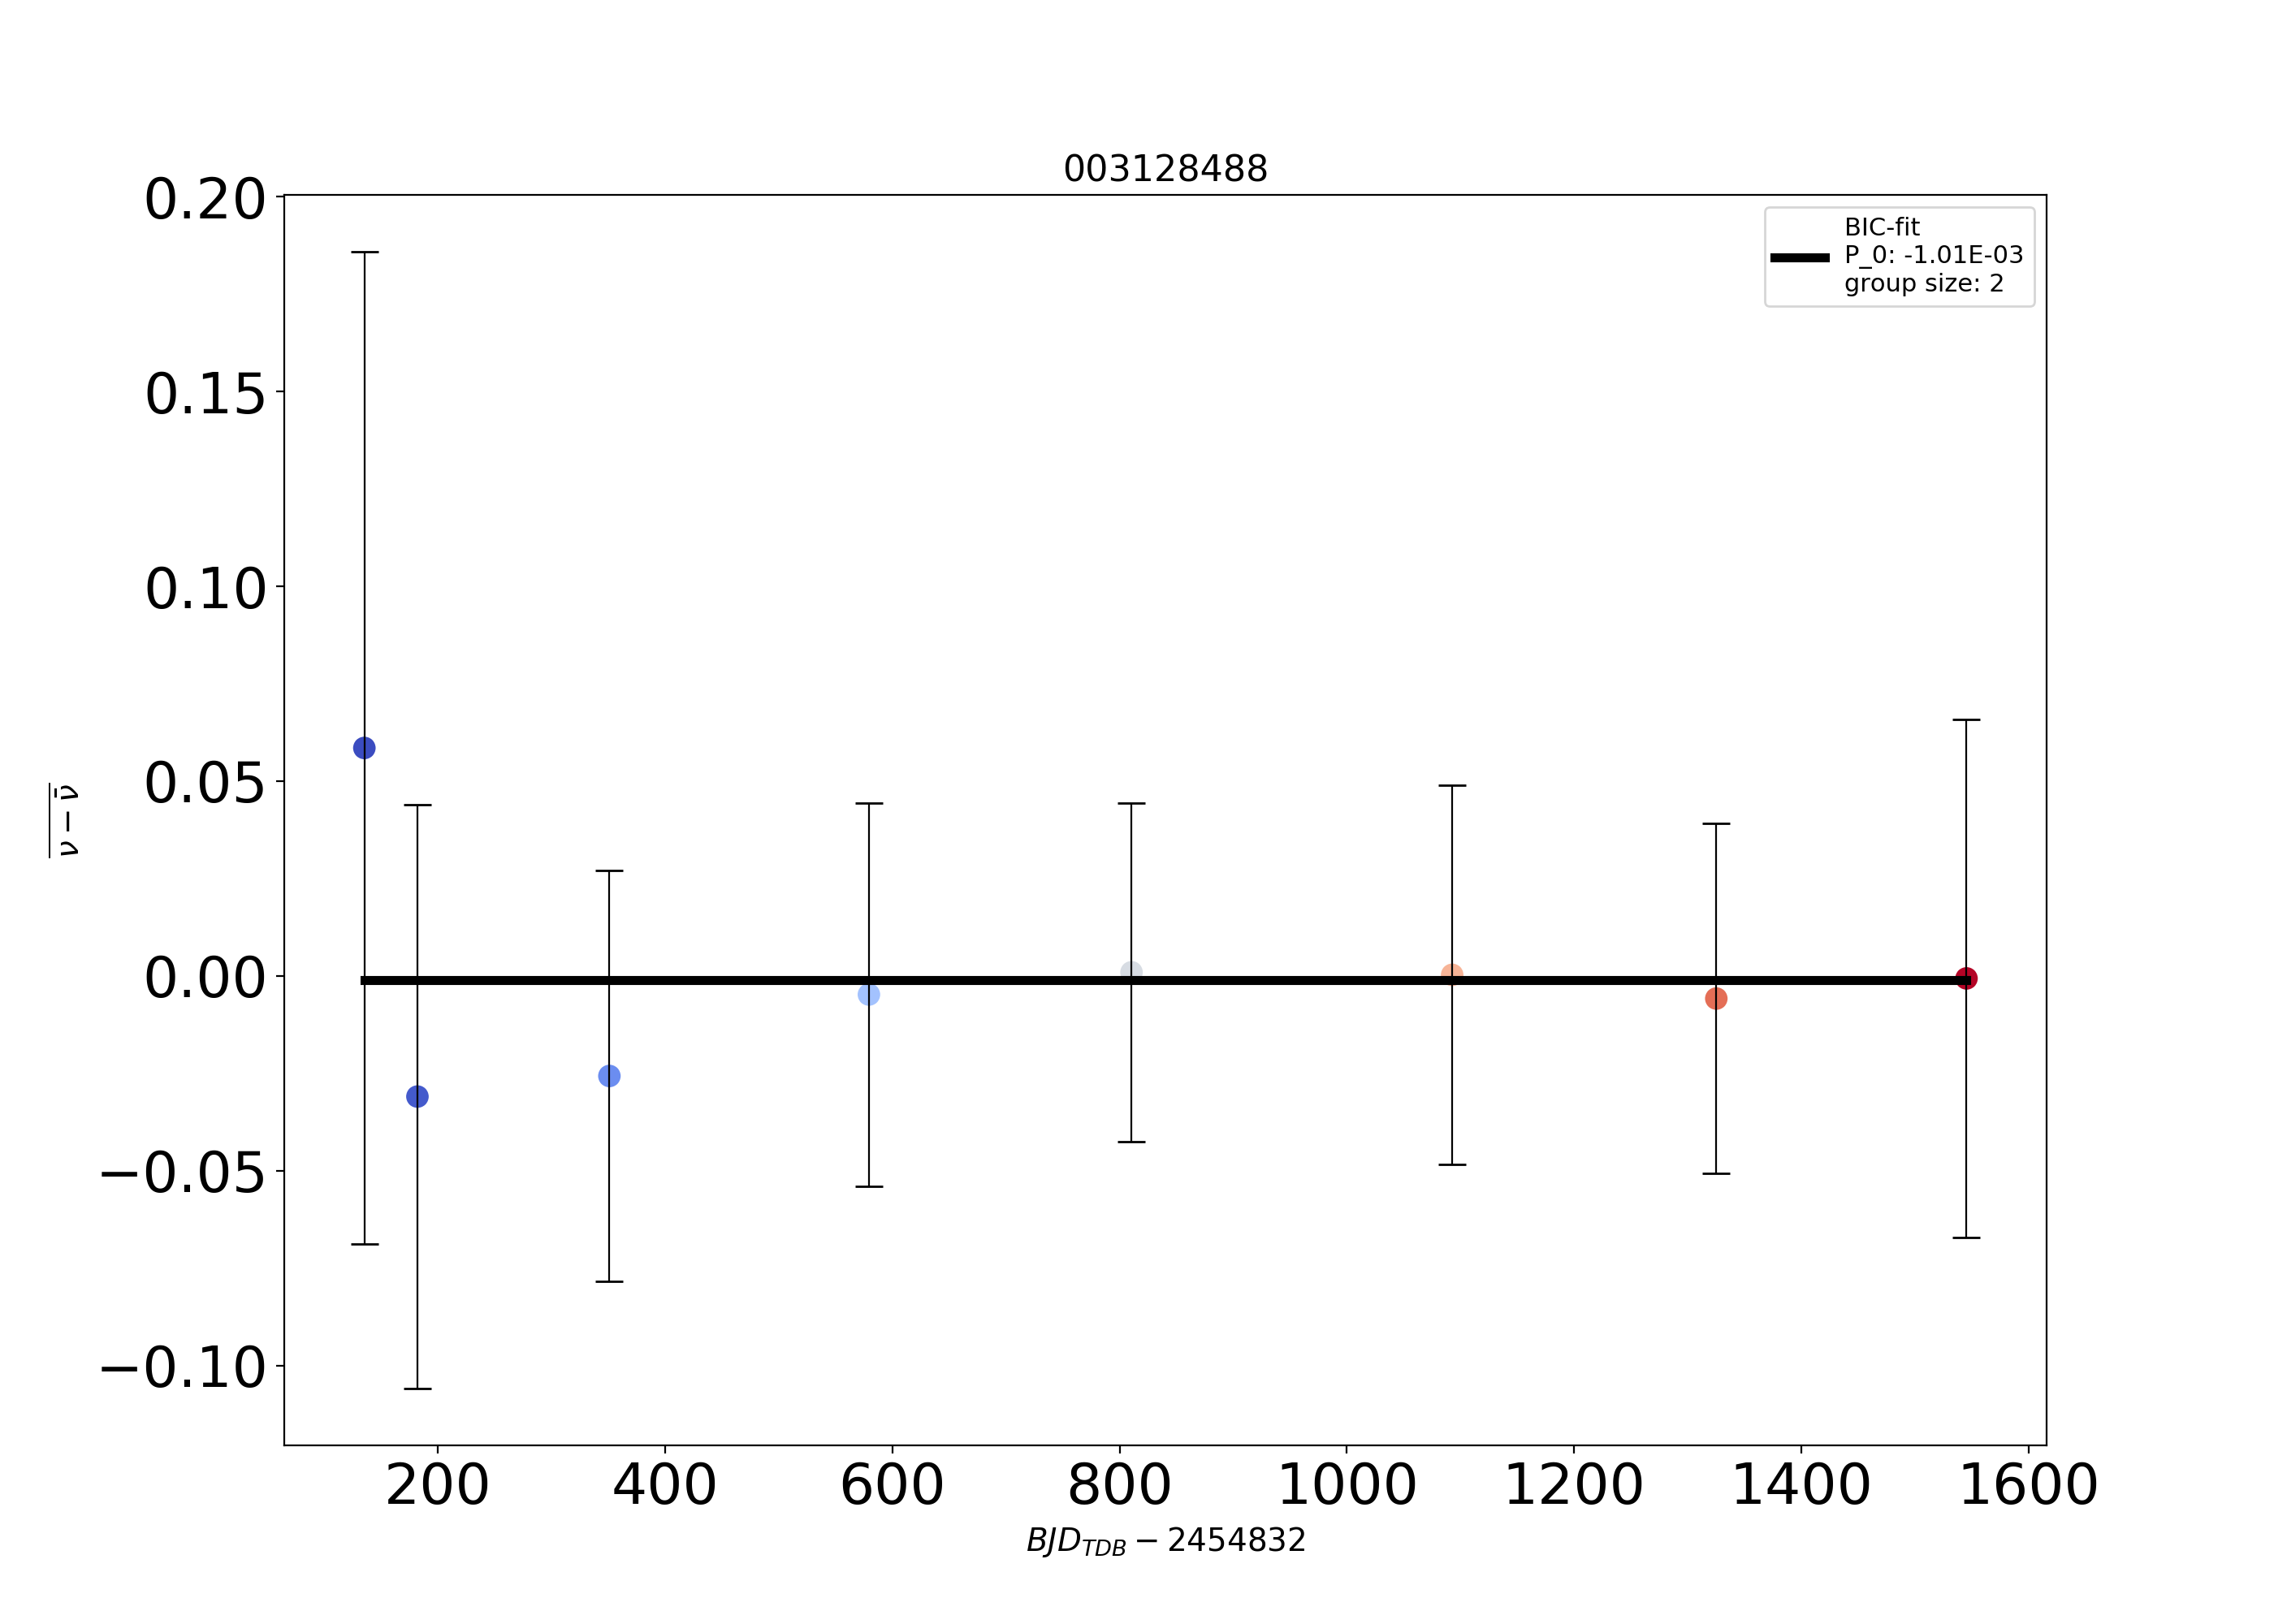 003128488
BIC-fit
P_0: -1.01E-03
group size: 2
0.20
0.15
0.10
0.05
0.00
−0.05
−0.10
ν − ν̄
200 400 600 800 1000 1200 1400 1600
BJD_TDB − 2454832